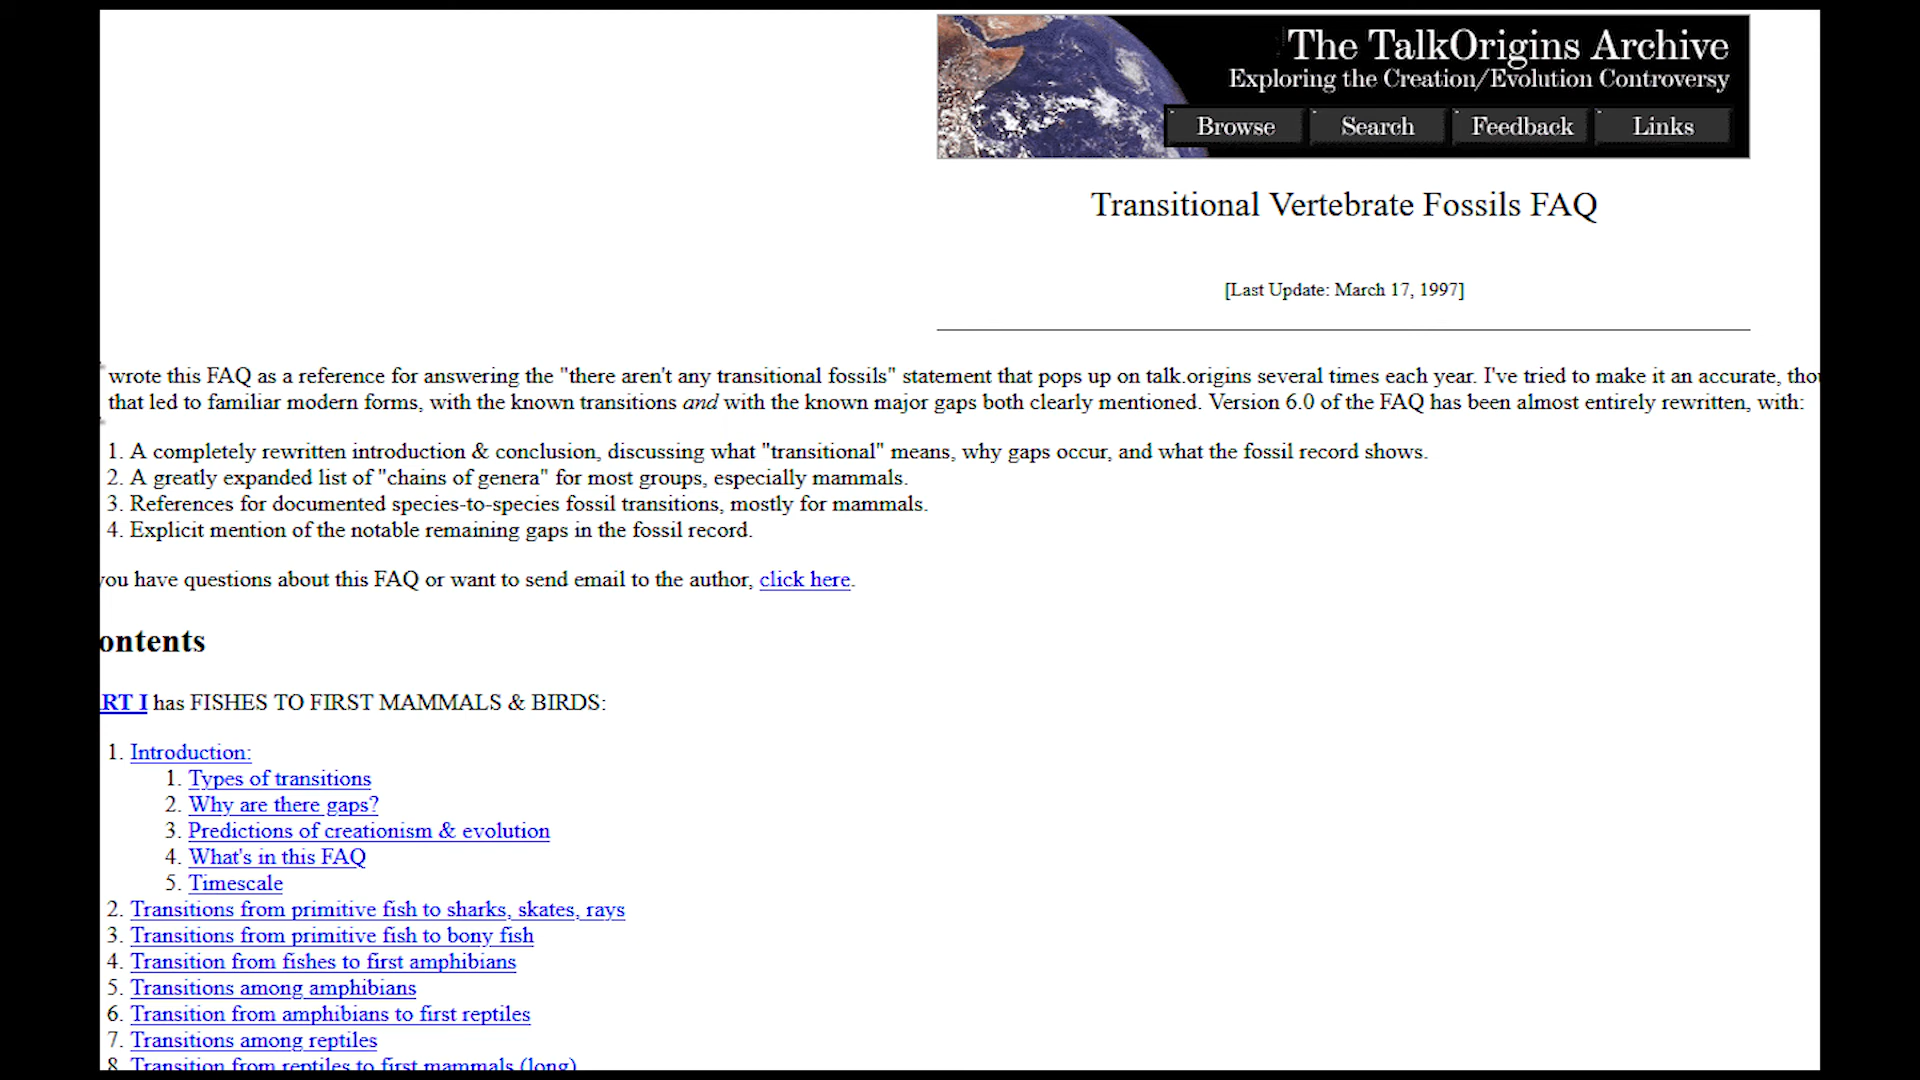 The TalkOrigins Archive
Exploring the Creation/Evolution Controversy
Browse Search Feedback Links
Transitional Vertebrate Fossils FAQ
[Last Update: March 17, 1997]
wrote this FAQ as a reference for answering the "there aren't any transitional fossils" statement that pops up on talk.origins several times each year. I've tried to make it an accurate,
that led to familiar modern forms, with the known transitions and with the known major gaps both clearly mentioned. Version 6.0 of the FAQ has been almost entirely rewritten, with:
1. A completely rewritten introduction & conclusion, discussing what "transitional" means, why gaps occur, and what the fossil record shows.
2. A greatly expanded list of "chains of genera" for most groups, especially mammals.
3. References for documented species-to-species fossil transitions, mostly for mammals.
4. Explicit mention of the notable remaining gaps in the fossil record.
you have questions about this FAQ or want to send email to the author, click here.
ontents
RT I has FISHES TO FIRST MAMMALS & BIRDS:
1. Introduction:
1. Types of transitions
2. Why are there gaps?
3. Predictions of creationism & evolution
4. What's in this FAQ
5. Timescale
2. Transitions from primitive fish to sharks, skates, rays
3. Transitions from primitive fish to bony fish
4. Transition from fishes to first amphibians
5. Transitions among amphibians
6. Transition from amphibians to first reptiles
7. Transitions among reptiles
8. Transition from reptiles to first mammals (long)